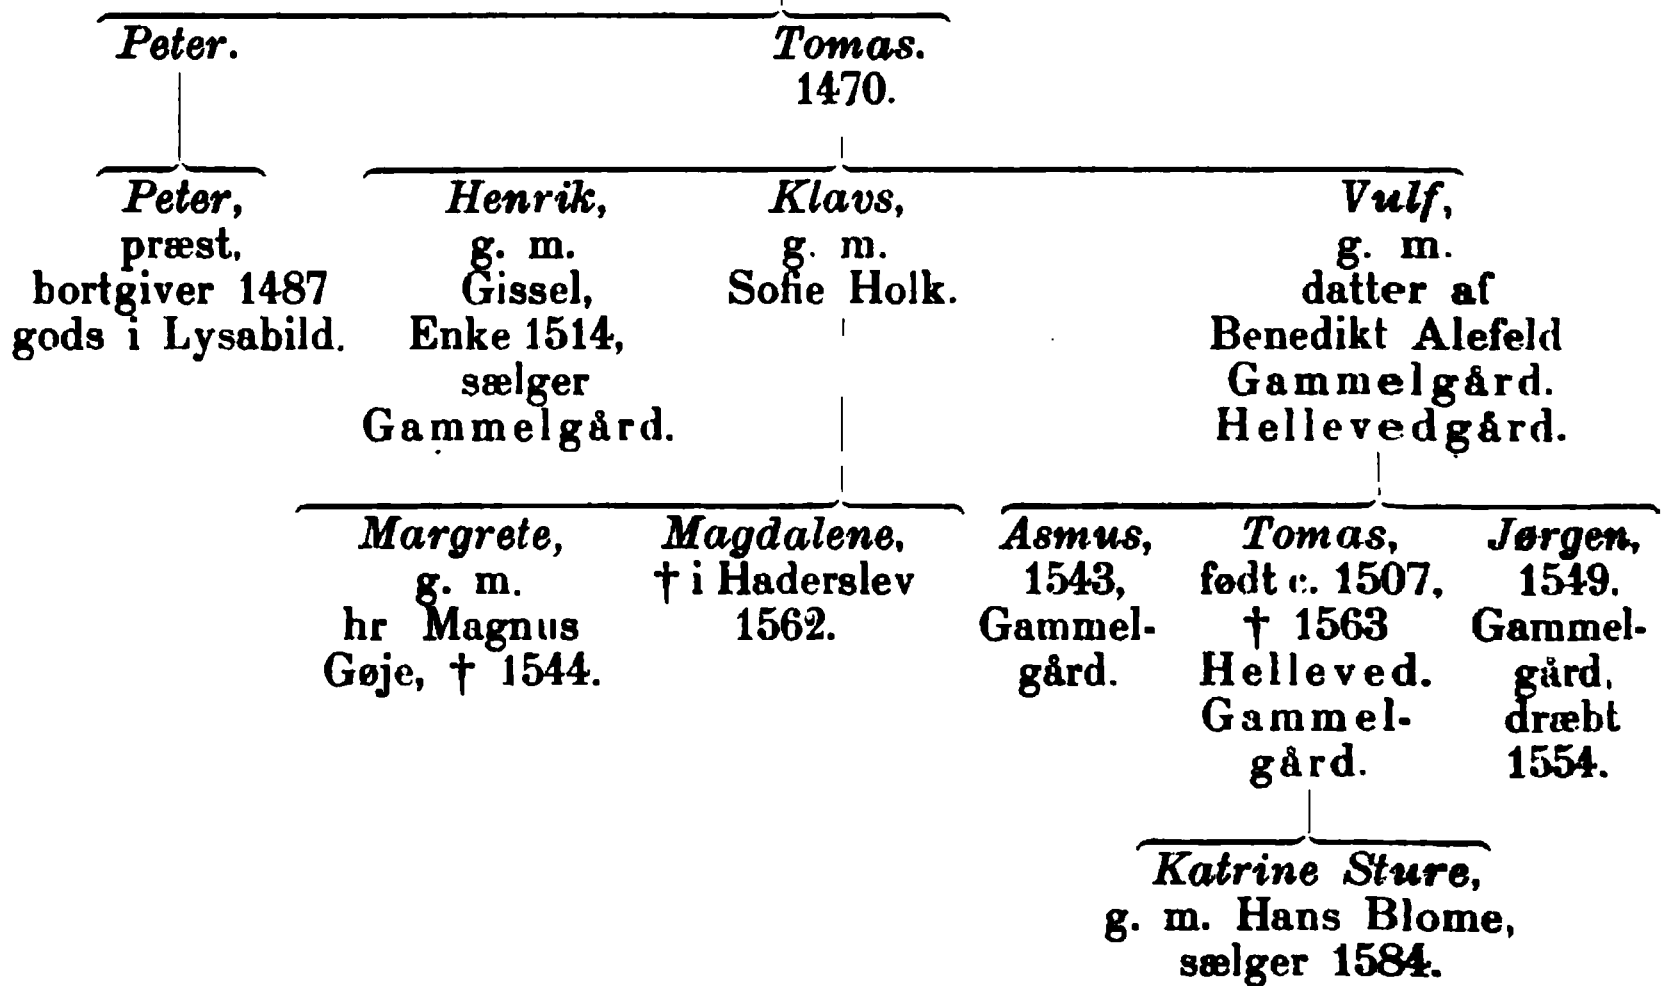 Peter.
Tomas.
1470.
Peter,
præst,
bortgiver 1487
gods i Lysabild.
Henrik,
g. m.
Gissel,
Enke 1514,
sælger
Gammelgård.
Klavs,
g. m.
Sofie Holk.
Vulf,
g. m.
datter af
Benedikt Alefeld
Gammelgård.
Hellevedgård.
Margrete,
g. m.
hr Magnus
Gøje, † 1544.
Magdalene,
† i Haderslev
1562.
Asmus,
1543,
Gammel-
gård.
Tomas,
født c. 1507,
† 1563
Helleved.
Gammel-
gård.
Jørgen,
1549.
Gammel-
gård,
dræbt
1554.
Katrine Sture,
g. m. Hans Blome,
sælger 1584.